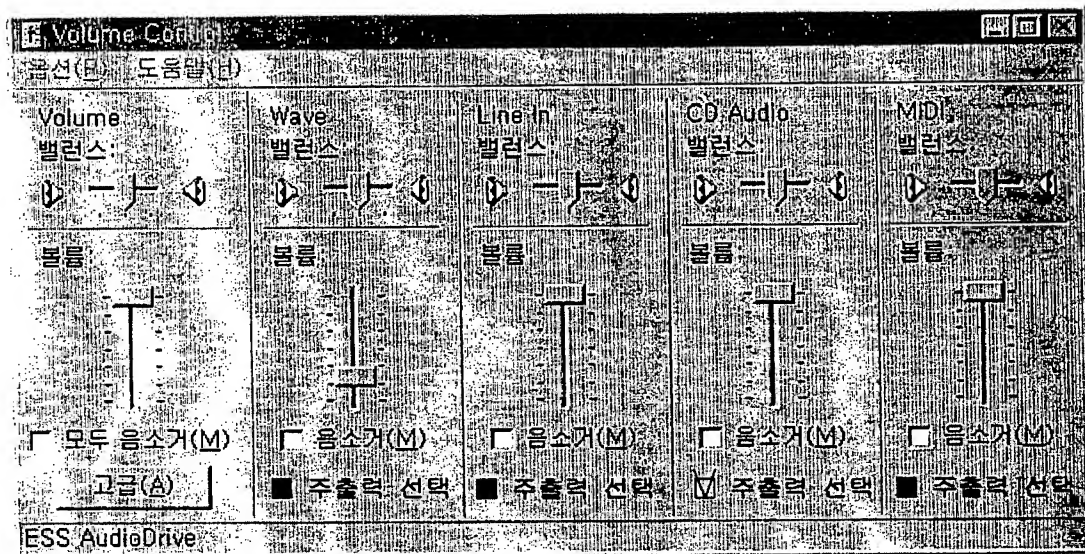 Volume Control
옵션(P) 도움말(H)
Volume
밸런스:
볼륨:
모두 음소거(M)
고급(A)
Wave
밸런스:
볼륨:
음소거(M)
주출력 선택
Line In
밸런스:
볼륨:
음소거(M)
주출력 선택
CD Audio
밸런스:
볼륨:
음소거(M)
주출력 선택
MIDI
밸런스:
볼륨:
음소거(M)
주출력 선택
ESS AudioDrive